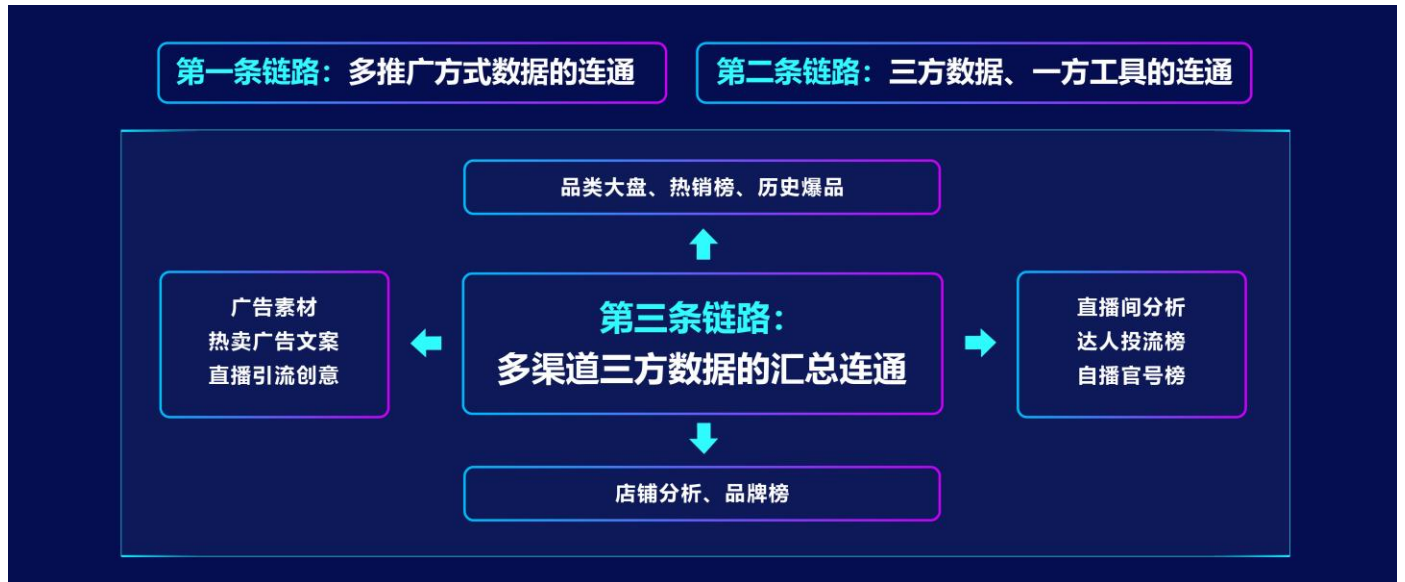 第一条链路：多推广方式数据的连通
第二条链路：三方数据、一方工具的连通
品类大盘、热销榜、历史爆品
广告素材
热卖广告文案
直播引流创意
第三条链路：
多渠道三方数据的汇总连通
直播间分析
达人投流榜
自播官号榜
店铺分析、品牌榜